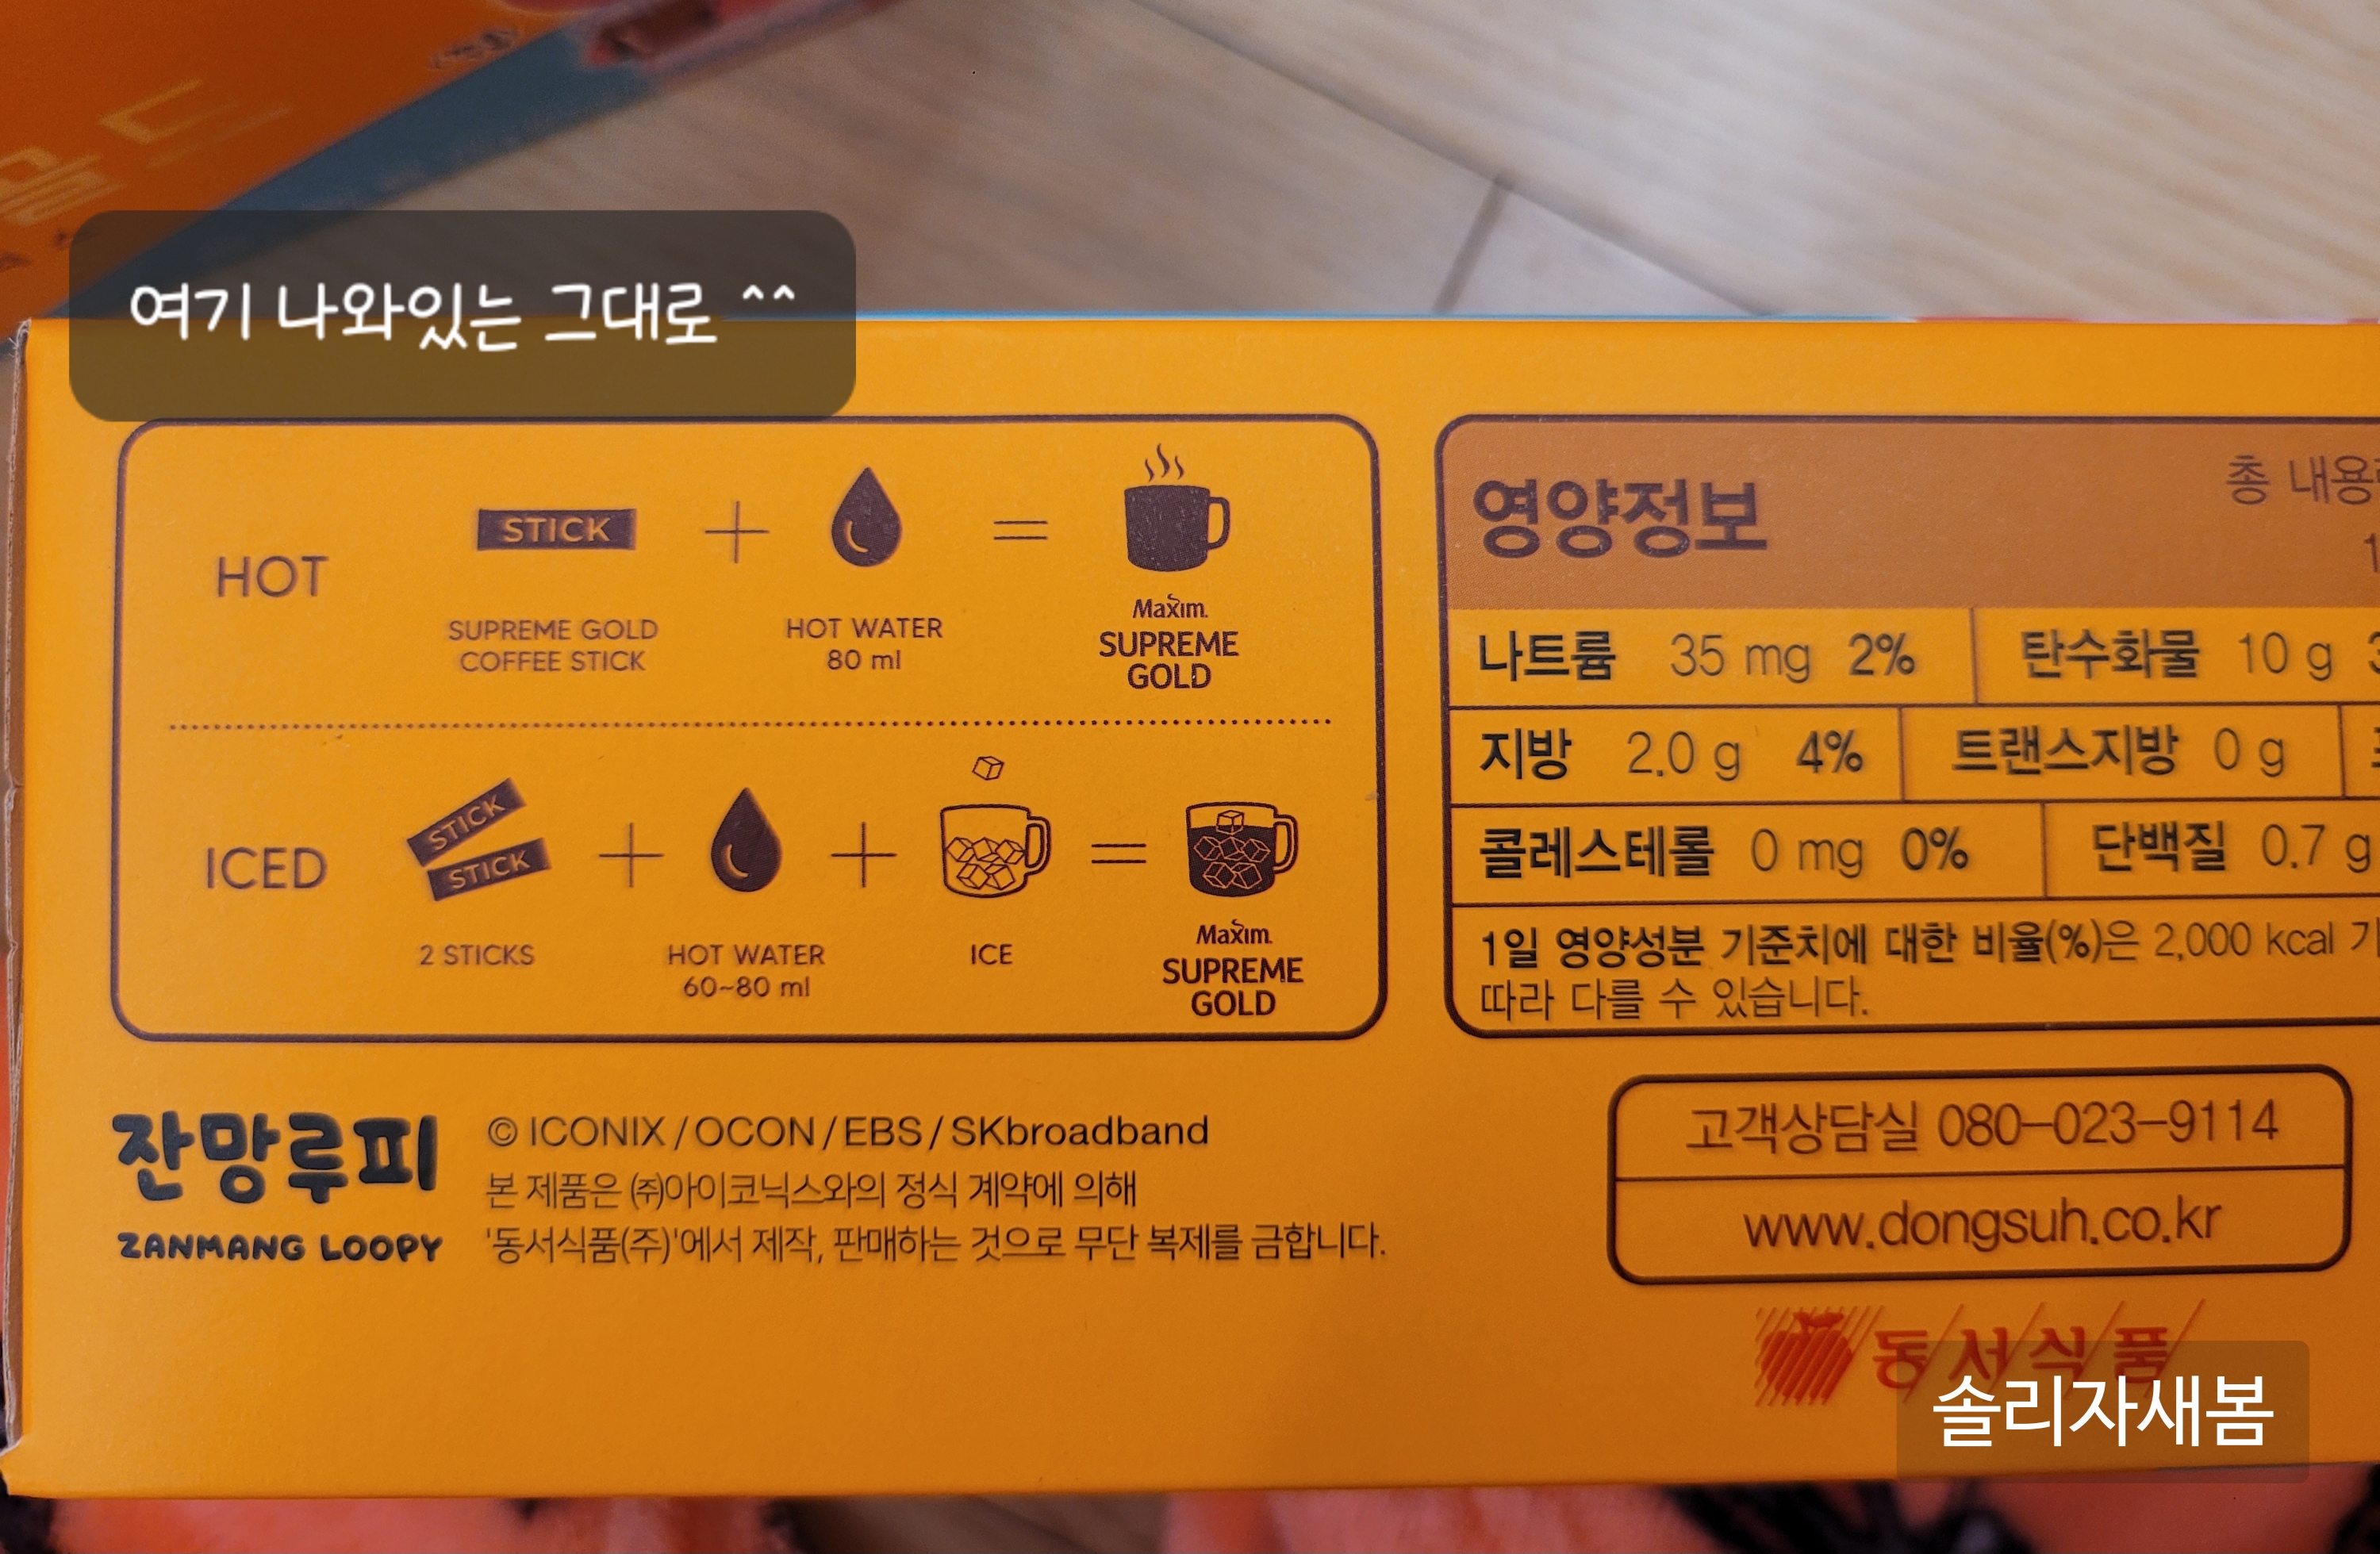 골드
여기 나와있는 그대로 ^^
HOT
STICK
+
=
SUPREME GOLD
COFFEE STICK
HOT WATER
80 ml
Maxim.
SUPREME
GOLD
ICED
STICK
STICK
+
+
=
2 STICKS
HOT WATER
60~80 ml
ICE
Maxim.
SUPREME
GOLD
영양정보
총 내용
나트륨 35 mg 2% 탄수화물 10 g
지방 2.0 g 4% 트랜스지방 0 g
콜레스테롤 0 mg 0% 단백질 0.7 g
1일 영양성분 기준치에 대한 비율(%)은 2,000 kcal
따라 다를 수 있습니다.
잔망루피
ZANMANG LOOPY
© ICONIX / OCON / EBS / SKbroadband
본 제품은 ㈜아이코닉스와의 정식 계약에 의해
'동서식품(주)'에서 제작, 판매하는 것으로 무단 복제를 금합니다.
고객상담실 080-023-9114
www.dongsuh.co.kr
동서식품
솔리자새봄